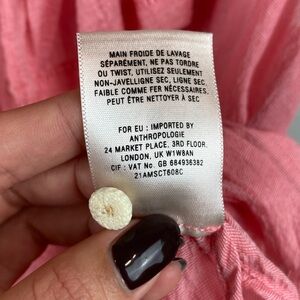 MAIN FROIDE DE LAVAGE
SÉPARÉMENT, NE PAS TORDRE
OU TWIST, UTILISEZ SEULEMENT
NON-JAVELLIGNE SEC, LIGNE SEC,
FAIBLE COMME FER NÉCESSAIRES,
PEUT ÊTRE NETTOYER À SEC
FOR EU : IMPORTED BY
ANTHROPOLOGIE
24 MARKET PLACE, 3RD FLOOR,
LONDON, UK W1W8AN
CIF : VAT No. GB 684936382
21AMSCT608C